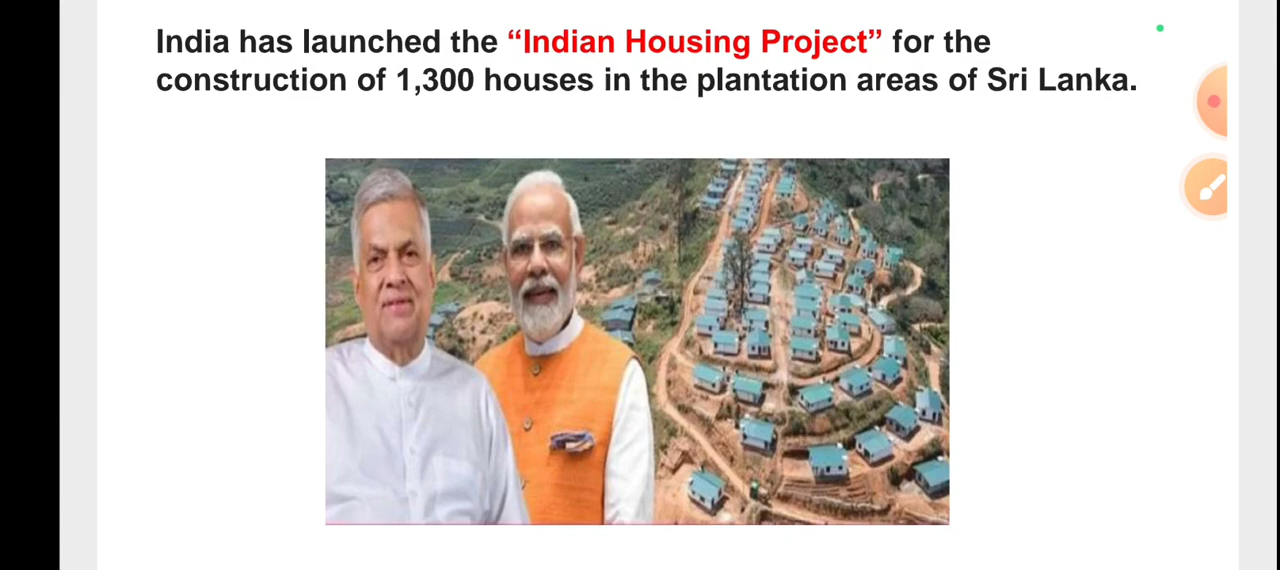 India has launched the “Indian Housing Project” for the
construction of 1,300 houses in the plantation areas of Sri Lanka.